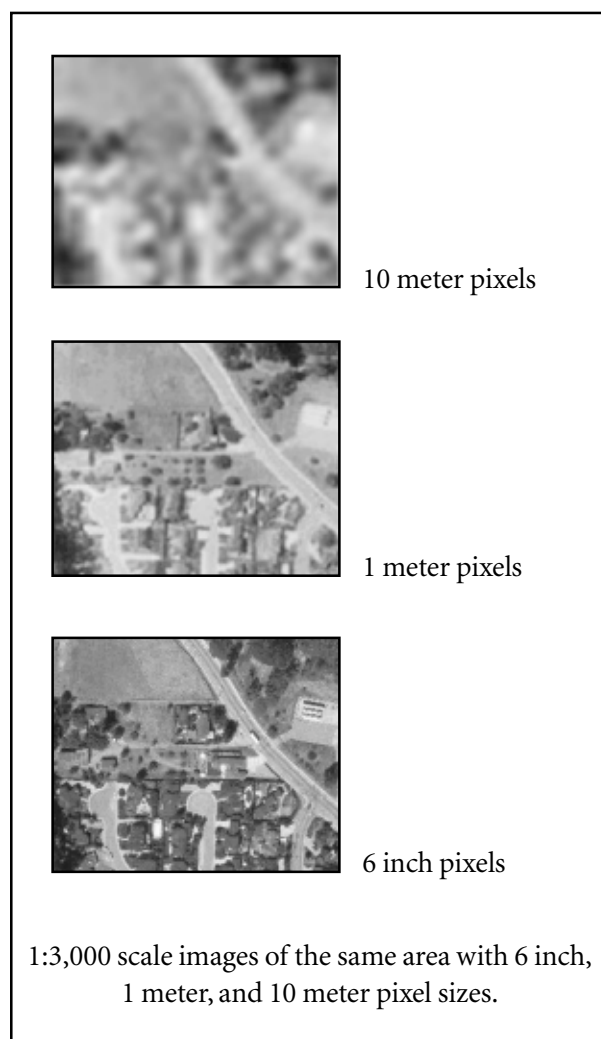 10 meter pixels
1 meter pixels
6 inch pixels
1:3,000 scale images of the same area with 6 inch,
1 meter, and 10 meter pixel sizes.